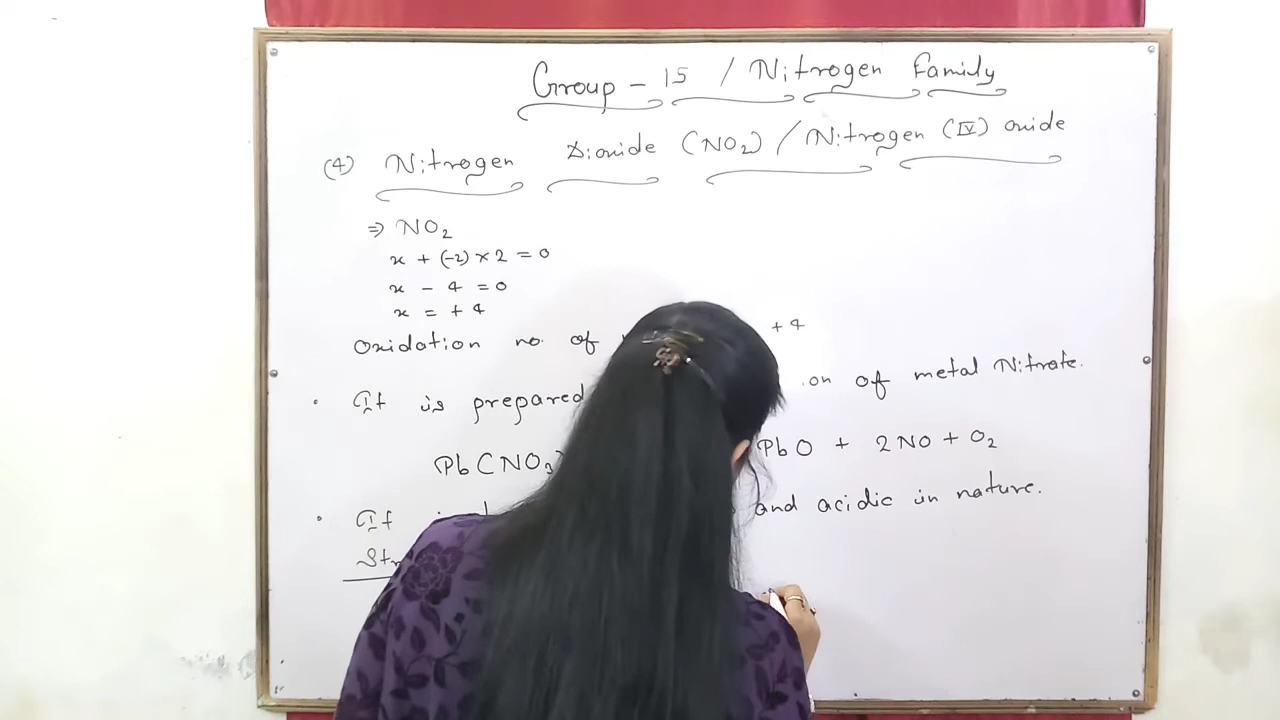 Group - 15 / Nitrogen Family
(4) Nitrogen Dioxide (NO2) / Nitrogen (IV) oxide
⇒ NO2
x + (-2) × 2 = 0
x - 4 = 0
x = + 4
Oxidation no. of +4
• It is prepared of metal Nitrate.
Pb(NO3 PbO + 2NO + O2
• It and acidic in nature.